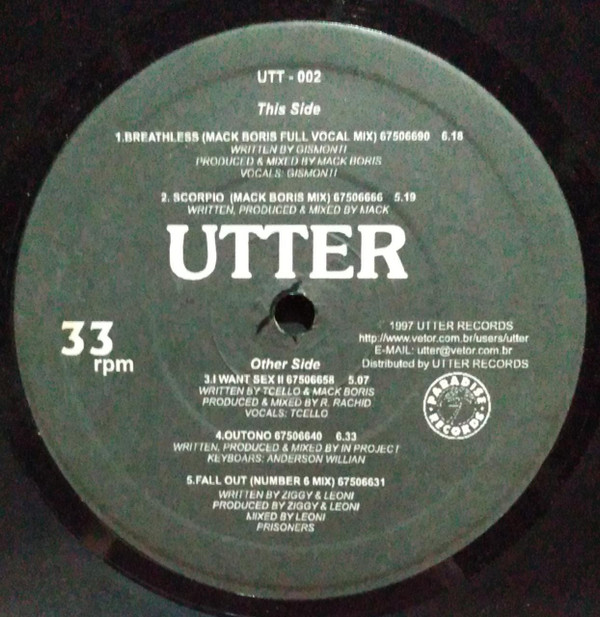 UTT - 002
This Side
1.BREATHLESS (MACK BORIS FULL VOCAL MIX) 67506690 6.18
WRITTEN BY GISMONTI
PRODUCED & MIXED BY MACK BORIS
VOCALS: GISMONTI
2. SCORPIO (MACK BORIS MIX) 67506666 5.19
WRITTEN, PRODUCED & MIXED BY MACK
UTTER
33
rpm
1997 UTTER RECORDS
http://www.vetor.com.br/users/utter
E-MAIL: utter@vetor.com.br
Distributed by UTTER RECORDS
PARADISE
RECORDS
Other Side
3.I WANT SEX II 67506658 5.07
WRITTEN BY TCELLO & MACK BORIS
PRODUCED & MIXED BY R. RACHID
VOCALS: TCELLO
4.OUTONO 67506640 6.33
WRITTEN, PRODUCED & MIXED BY IN PROJECT
KEYBOARS: ANDERSON WILLIAN
5.FALL OUT (NUMBER 6 MIX) 67506631
WRITTEN BY ZIGGY & LEONI
PRODUCED BY ZIGGY & LEONI
MIXED BY LEONI
PRISONERS